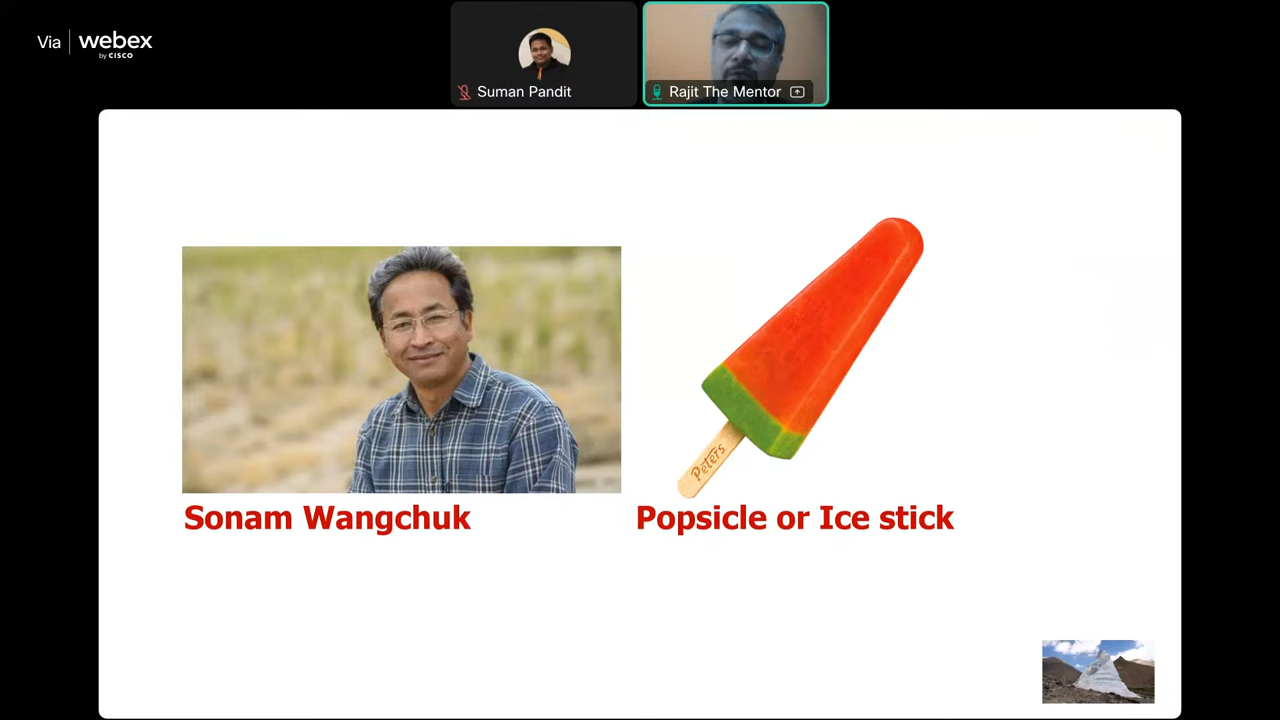 Via webex
by CISCO
Suman Pandit
Rajit The Mentor
Peters
Sonam Wangchuk
Popsicle or Ice stick